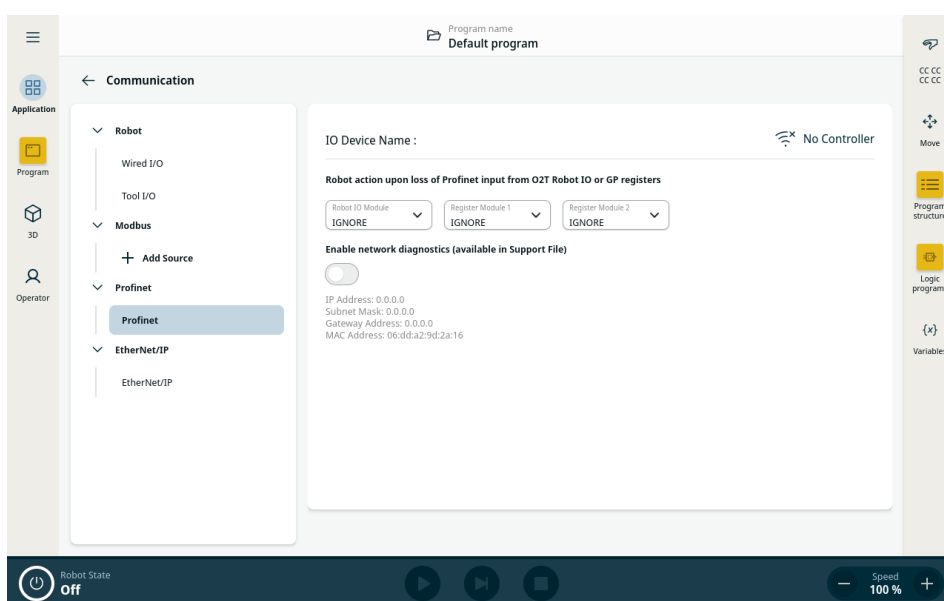 Program name
Default program
Communication
Application
Program
3D
Operator
Robot
Wired I/O
Tool I/O
Modbus
Add Source
Profinet
Profinet
EtherNet/IP
EtherNet/IP
IO Device Name :
No Controller
Robot action upon loss of Profinet input from O2T Robot IO or GP registers
Robot IO Module
IGNORE
Register Module 1
IGNORE
Register Module 2
IGNORE
Enable network diagnostics (available in Support File)
IP Address: 0.0.0.0
Subnet Mask: 0.0.0.0
Gateway Address: 0.0.0.0
MAC Address: 06:dd:a2:9d:2a:16
CC CC
CC CC
Move
Program
structure
Logic
program
{x}
Variables
Robot State
Off
Speed
100 %